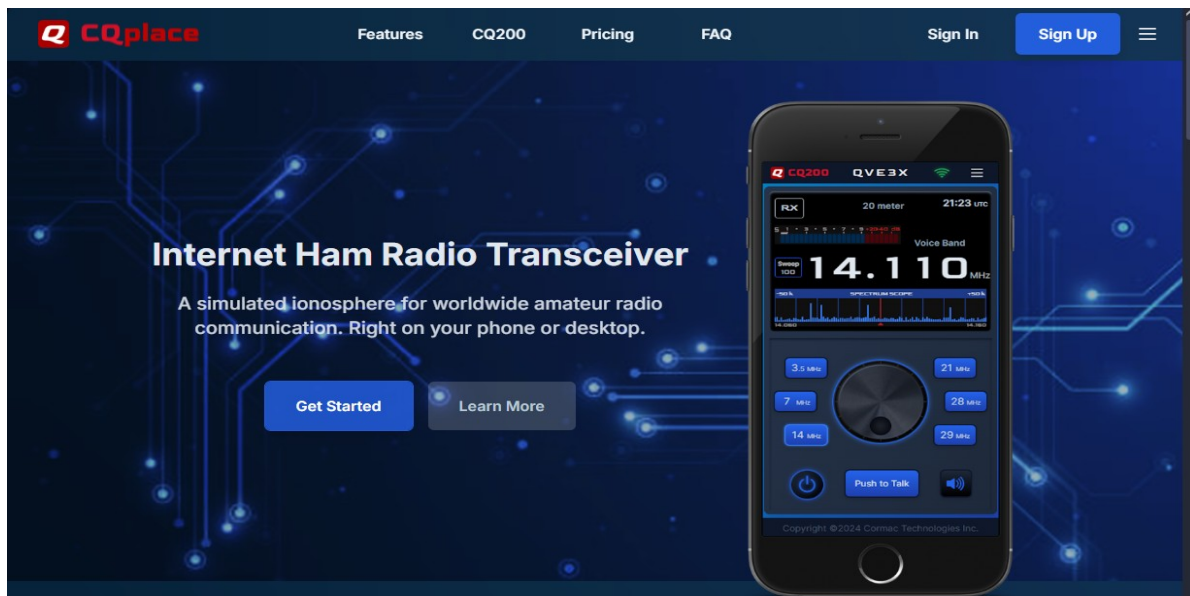 Q CQplace
Features CQ200 Pricing FAQ Sign In Sign Up
Internet Ham Radio Transceiver
A simulated ionosphere for worldwide amateur radio
communication. Right on your phone or desktop.
Get Started Learn More
Q CQ200 QVE3X
RX 20 meter 21:23 UTC
Voice Band
Sweep
100
14.110 MHz
-50 k SPECTRUM SCOPE +50 k
14.060 14.160
3.5 MHz 21 MHz
7 MHz 28 MHz
14 MHz 29 MHz
Push to Talk
Copyright ©2024 Cormac Technologies Inc.